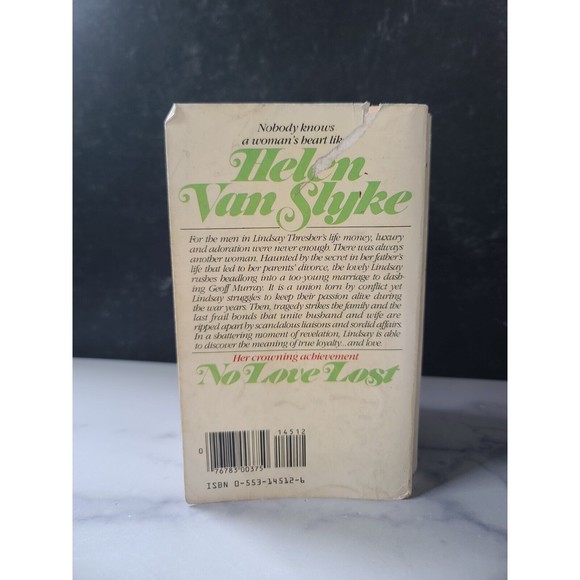 Nobody knows
a woman's heart lik
Helen
Van Slyke
For the men in Lindsay Thresher's life money, luxury
and adoration were never enough. There was always
another woman. Haunted by the secret in her father's
life that led to her parents' divorce, the lovely Lindsay
rushes headlong into a too-young marriage to dash-
ing Geoff Murray. It is a union torn by conflict yet
Lindsay struggles to keep their passion alive during
the war years. Then, tragedy strikes the family and the
last frail bonds that unite husband and wife are
ripped apart by scandalous liaisons and sordid affairs.
In a shattering moment of revelation, Lindsay is able
to discover the meaning of true loyalty...and love.
Her crowning achievement
No Love Lost
14512
0
76783 00375
ISBN 0-553-14512-6